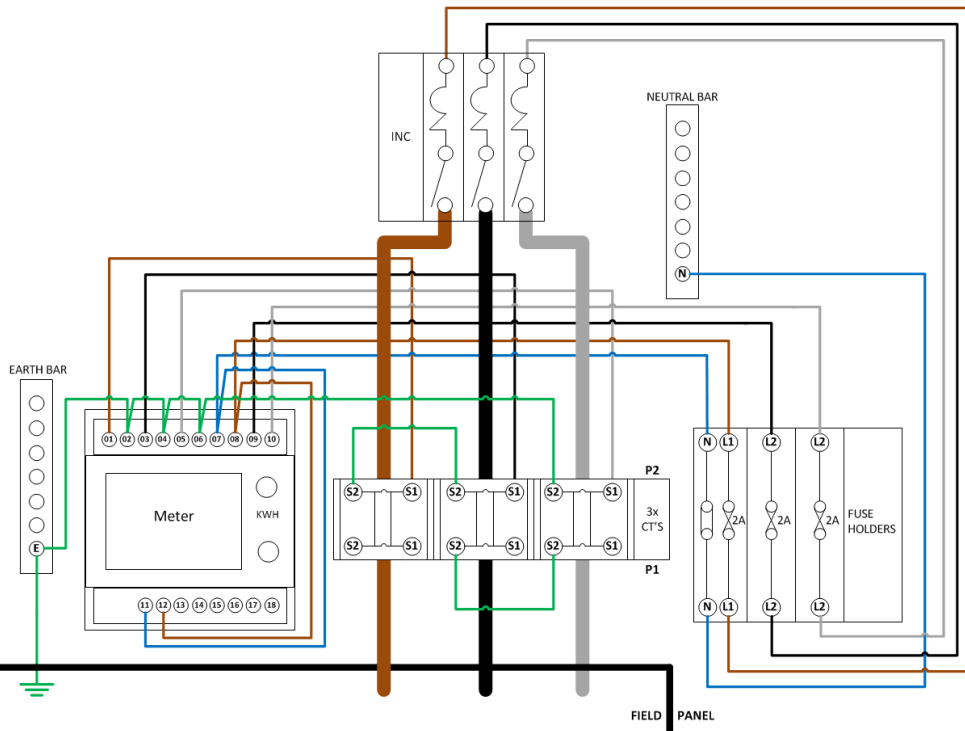 INC
NEUTRAL BAR
N
EARTH BAR
E
01 02 03 04 05 06 07 08 09 10
Meter
KWH
11 12 13 14 15 16 17 18
P2
S2 S1 S2 S1 S2 S1
3x
CT'S
S2 S1 S2 S1 S2 S1
P1
N L1 L2 L2
2A 2A 2A
FUSE
HOLDERS
N L1 L2 L2
FIELD PANEL